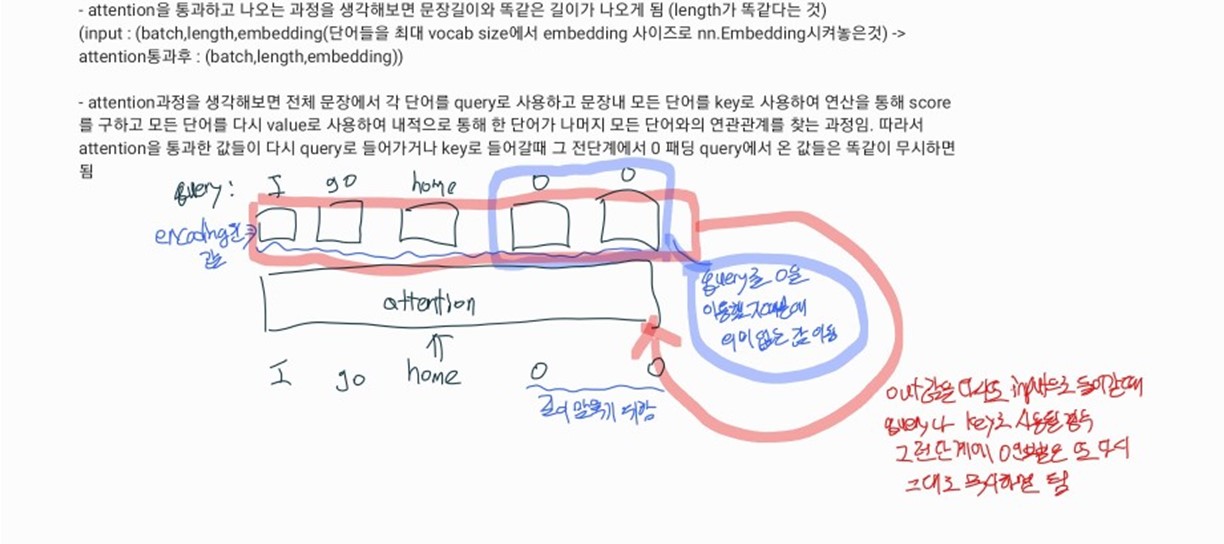 - attention을 통과하고 나오는 과정을 생각해보면 문장길이와 똑같은 길이가 나오게 됨 (length가 똑같다는 것)
(input : (batch,length,embedding(단어들을 최대 vocab size에서 embedding 사이즈로 nn.Embedding시켜놓은것) ->
attention통과후 : (batch,length,embedding))
- attention과정을 생각해보면 전체 문장에서 각 단어를 query로 사용하고 문장내 모든 단어를 key로 사용하여 연산을 통해 score
를 구하고 모든 단어를 다시 value로 사용하여 내적으로 통해 한 단어가 나머지 모든 단어와의 연관관계를 찾는 과정임. 따라서
attention을 통과한 값들이 다시 query로 들어가거나 key로 들어갈때 그 전단계에서 0 패딩 query에서 온 값들은 똑같이 무시하면
됨
query : I go home 0 0
encoding된
값
query로 0을
의미 없는 값
attention
I go home 0 0
길이 맞추기 위함
out값을 다시 input으로 들어갈때
query나 key로 사용될경우
그 전단계에 0 은 또 다시
그대로 무시하면 됨